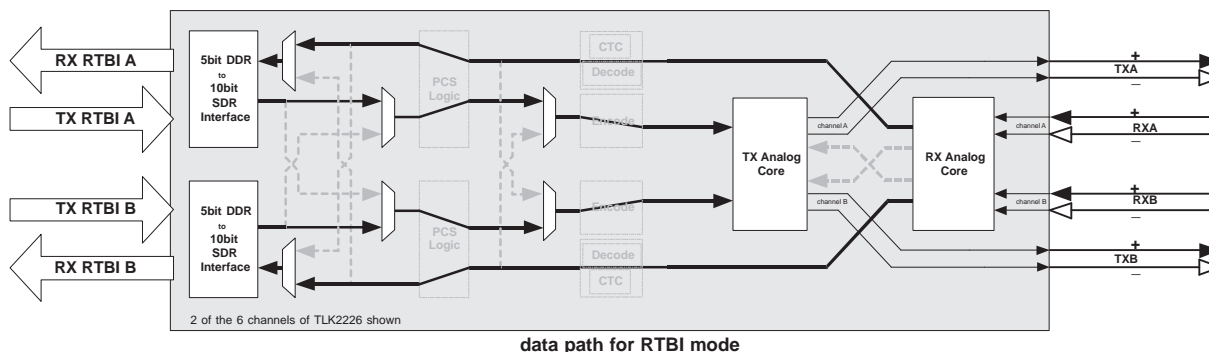 RX RTBI A
TX RTBI A
TX RTBI B
RX RTBI B
5bit DDR
to
10bit
SDR
Interface
5bit DDR
to
10bit
SDR
Interface
PCS
Logic
PCS
Logic
CTC
Decode
Encode
Encode
Decode
CTC
TX Analog
Core
RX Analog
Core
channel A
channel B
channel A
channel B
+
TXA
−
+
RXA
−
+
RXB
−
+
TXB
−
2 of the 6 channels of TLK2226 shown
data path for RTBI mode